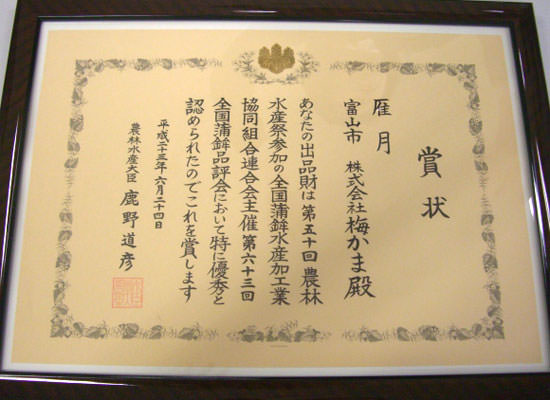 賞状
雁月
富山市 株式会社梅かま殿
あなたの出品財は第五十回農林
水産祭参加の全国蒲鉾水産加工業
協同組合連合会主催第六十三回
全国蒲鉾品評会において特に優秀と
認められたのでこれを賞します
平成二十三年六月二十四日
農林水産大臣 鹿野道彦